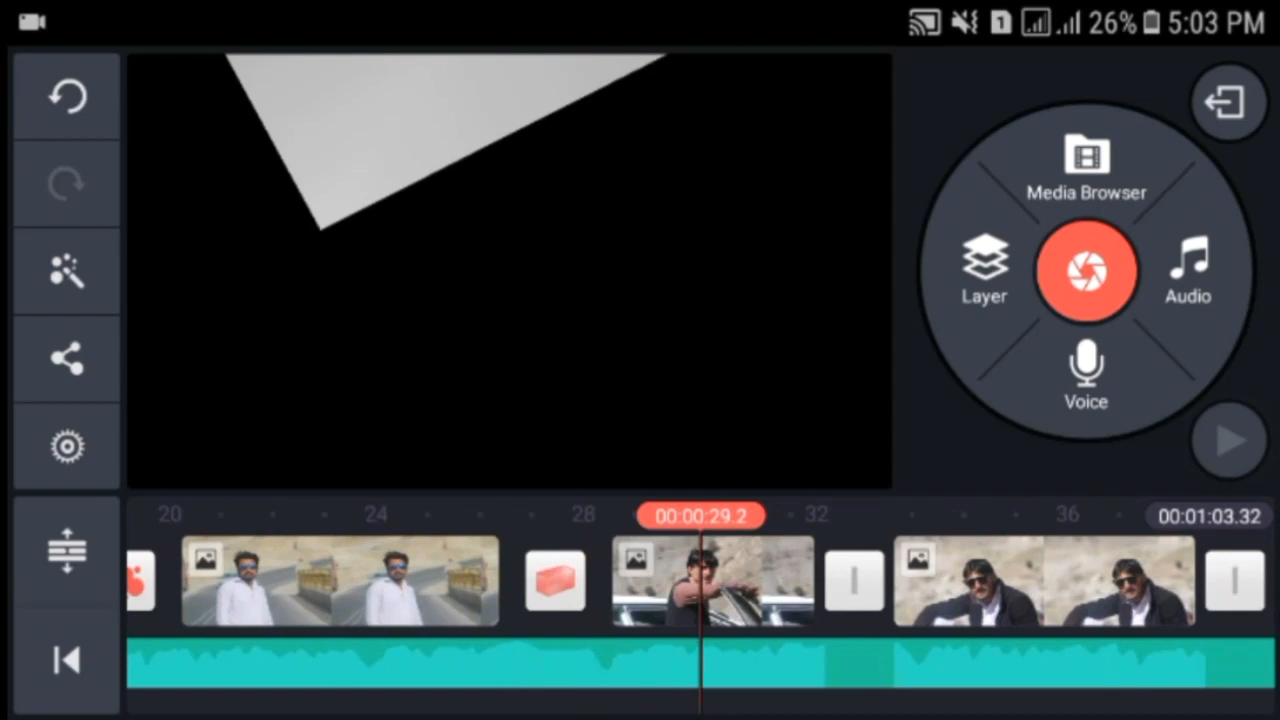 1
26%
5:03 PM
Media Browser
Layer
Audio
Voice
20
24
28
00:00:29.2
32
36
00:01:03.32